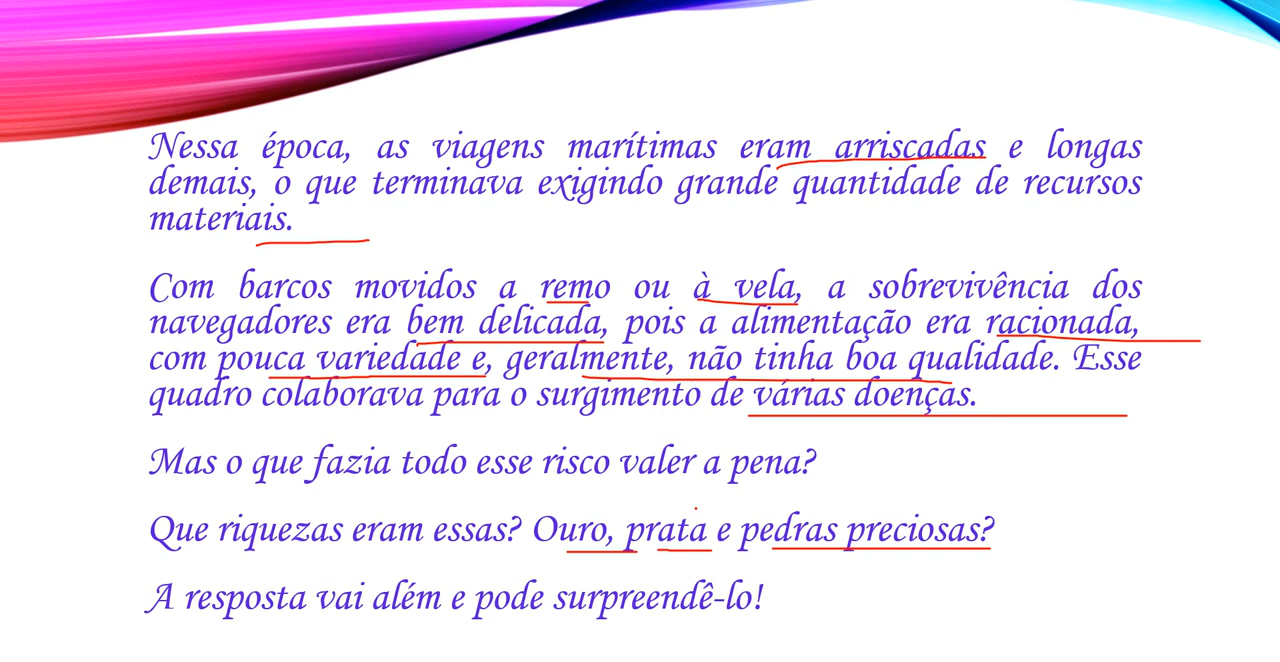 Nessa época, as viagens marítimas eram arriscadas e longas
demais, o que terminava exigindo grande quantidade de recursos
materiais.
Com barcos movidos a remo ou à vela, a sobrevivência dos
navegadores era bem delicada, pois a alimentação era racionada,
com pouca variedade e, geralmente, não tinha boa qualidade. Esse
quadro colaborava para o surgimento de várias doenças.
Mas o que fazia todo esse risco valer a pena?
Que riquezas eram essas? Ouro, prata e pedras preciosas?
A resposta vai além e pode surpreendê-lo!